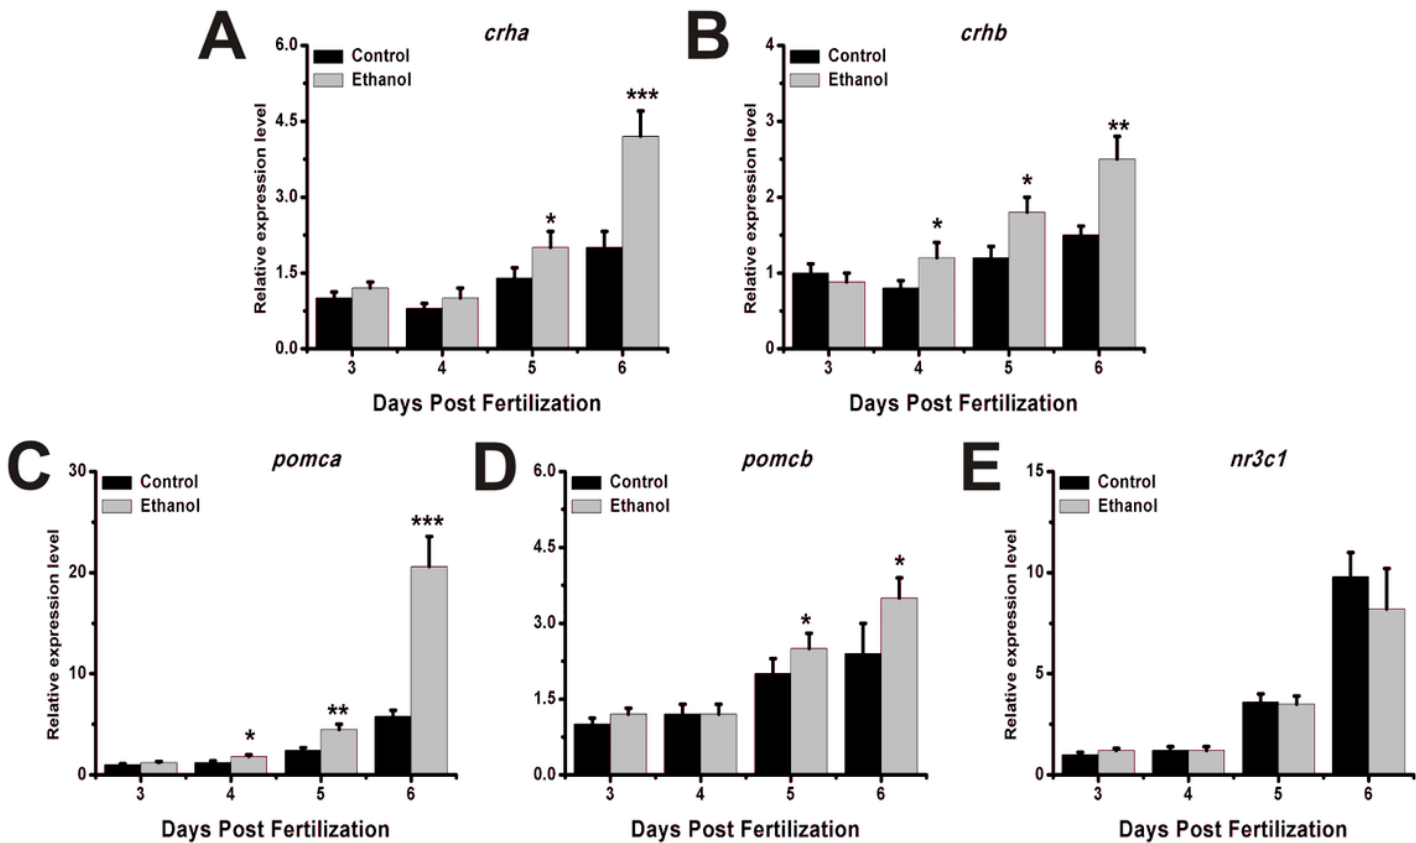 A
crha
Control
Ethanol
Relative expression level
6.0
4.5
3.0
1.5
0.0
***
*
3 4 5 6
Days Post Fertilization
B
crhb
Control
Ethanol
Relative expression level
4
3
2
1
0
**
*
*
3 4 5 6
Days Post Fertilization
C
pomca
Control
Ethanol
Relative expression level
30
20
10
0
***
**
*
3 4 5 6
Days Post Fertilization
D
pomcb
Control
Ethanol
6.0
4.5
3.0
1.5
0.0
*
*
3 4 5 6
Days Post Fertilization
E
nr3c1
Control
Ethanol
Relative expression level
15
10
5
0
3 4 5 6
Days Post Fertilization